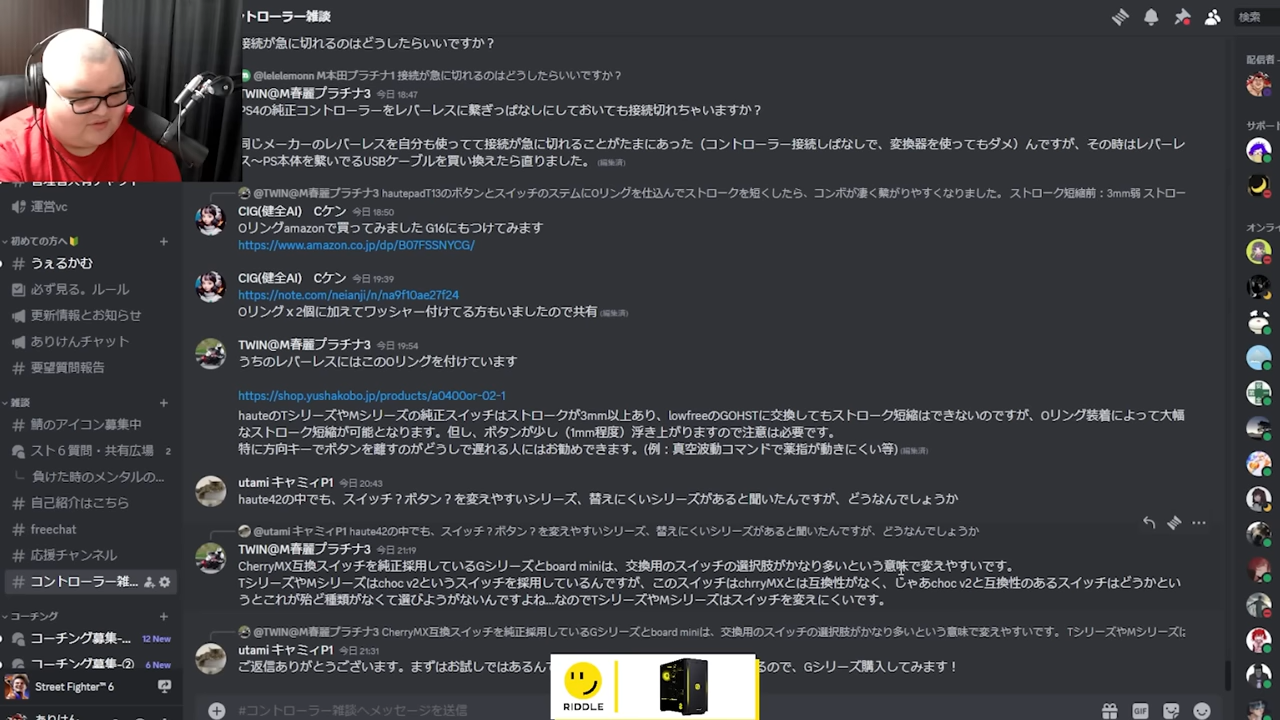 トローラー雑談
検索
接続が急に切れるのはどうしたらいいですか？
@lelelemonn M本田プラチナ1 接続が急に切れるのはどうしたらいいですか？
TWIN@M春麗プラチナ3 今日 18:47
PS4の純正コントローラーをレバーレスに繋ぎっぱなしにしておいても接続切れちゃいますか？
同じメーカーのレバーレスを自分も使ってて接続が急に切れることがたまにあった（コントローラー接続しぱなしで、変換器を使ってもダメ）んですが、その時はレバーレ
ス～PS本体を繋いでるUSBケーブルを買い換えたら直りました。(編集済)
@TWIN@M春麗プラチナ3 hautepadT13のボタンとスイッチのステムにOリングを仕込んでストロークを短くしたら、コンボが凄く繋がりやすくなりました。 ストローク短縮前：3mm弱 ストロー
CIG(健全AI)　Cケン 今日 18:50
Oリングamazonで買ってみました G16にもつけてみます
https://www.amazon.co.jp/dp/B07FSSNYCG/
CIG(健全AI)　Cケン 今日 19:39
https://note.com/neianji/n/na9f10ae27f24
Oリングx 2個に加えてワッシャー付けてる方もいましたので共有 (編集済)
TWIN@M春麗プラチナ3 今日 19:54
うちのレバーレスにはこのOリングを付けています
https://shop.yushakobo.jp/products/a0400or-02-1
hauteのTシリーズやMシリーズの純正スイッチはストロークが3mm以上あり、lowfreeのGOHSTに交換してもストローク短縮はできないのですが、Oリング装着によって大幅
なストローク短縮が可能となります。但し、ボタンが少し（1mm程度）浮き上がりますので注意は必要です。
特に方向キーでボタンを離すのがどうしで遅れる人にはお勧めできます。(例：真空波動コマンドで薬指が動きにくい等) (編集済)
utami キャミィP1 今日 20:43
haute42の中でも、スイッチ？ボタン？を変えやすいシリーズ、替えにくいシリーズがあると聞いたんですが、どうなんでしょうか
@utami キャミィP1 haute42の中でも、スイッチ？ボタン？を変えやすいシリーズ、替えにくいシリーズがあると聞いたんですが、どうなんでしょうか
TWIN@M春麗プラチナ3 今日 21:19
CherryMX互換スイッチを純正採用しているGシリーズとboard miniは、交換用のスイッチの選択肢がかなり多いという意味で変えやすいです。
TシリーズやMシリーズはchoc v2というスイッチを採用しているんですが、このスイッチはchrryMXとは互換性がなく、じゃあchoc v2と互換性のあるスイッチはどうかとい
うとこれが殆ど種類がなくて選びようがないんですよね...なのでTシリーズやMシリーズはスイッチを変えにくいです。
@TWIN@M春麗プラチナ3 CherryMX互換スイッチを純正採用しているGシリーズとboard miniは、交換用のスイッチの選択肢がかなり多いという意味で変えやすいです。TシリーズやMシリーズに
utami キャミィP1 今日 21:31
ご返信ありがとうございます。まずはお試しではあるん
るので、Gシリーズ購入してみます！
#コントローラー雑談へメッセージを送信
GIF
RIDDLE
運営vc
初めての方へ
うぇるかむ
必ず見る。ルール
更新情報とお知らせ
ありけんチャット
要望質問報告
雑談
鯖のアイコン募集中
スト６質問・共有広場 2
負けた時のメンタルの...
自己紹介はこちら
freechat
応援チャンネル
コントローラー雑...
コーチング
コーチング募集-... 12 New
コーチング募集-② 6 New
Street Fighter™ 6
ありけん
配信者
サポート
オンライ